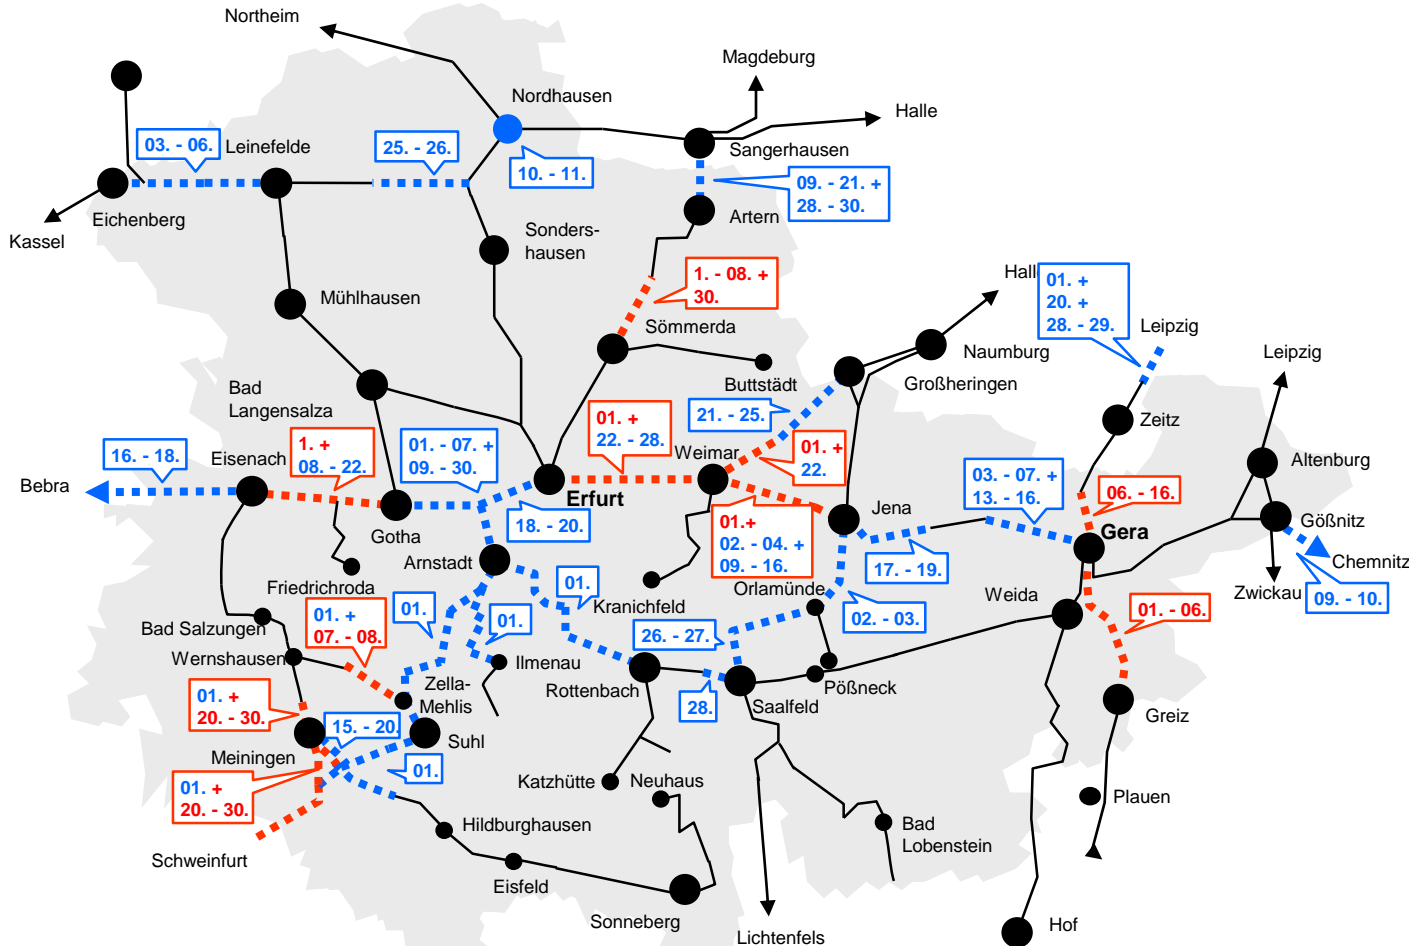 Northeim
Magdeburg
Nordhausen
Halle
03. - 06.
Leinefelde
25. - 26.
10. - 11.
Sangerhausen
09. - 21. +
28. - 30.
Eichenberg
Artern
Kassel
Sonders-
hausen
1. - 08. +
30.
Mühlhausen
Hall
01. +
20. +
28. - 29.
Leipzig
Sömmerda
Naumburg
Leipzig
Großheringen
Buttstädt
Bad
Langensalza
21. - 25.
01. +
22. - 28.
Zeitz
1. +
08. - 22.
01. - 07. +
09. - 30.
Weimar
01. +
22.
16. - 18.
Eisenach
Altenburg
Bebra
03. - 07. +
13. - 16.
06. - 16.
Erfurt
Jena
Gößnitz
18. - 20.
Gera
Gotha
01.+
02. - 04. +
09. - 16.
Arnstadt
17. - 19.
Chemnitz
Friedrichroda
01.
Orlamünde
Zwickau
09. - 10.
Kranichfeld
Weida
01. +
07. - 08.
01.
01.
02. - 03.
01. - 06.
Bad Salzungen
26. - 27.
Wernshausen
Ilmenau
Rottenbach
Zella-
Mehlis
Pößneck
01. +
20. - 30.
28.
Saalfeld
Greiz
15. - 20.
Suhl
Meiningen
01.
01. +
20. - 30.
Katzhütte
Neuhaus
Plauen
Hildburghausen
Bad
Lobenstein
Schweinfurt
Eisfeld
Sonneberg
Hof
Lichtenfels